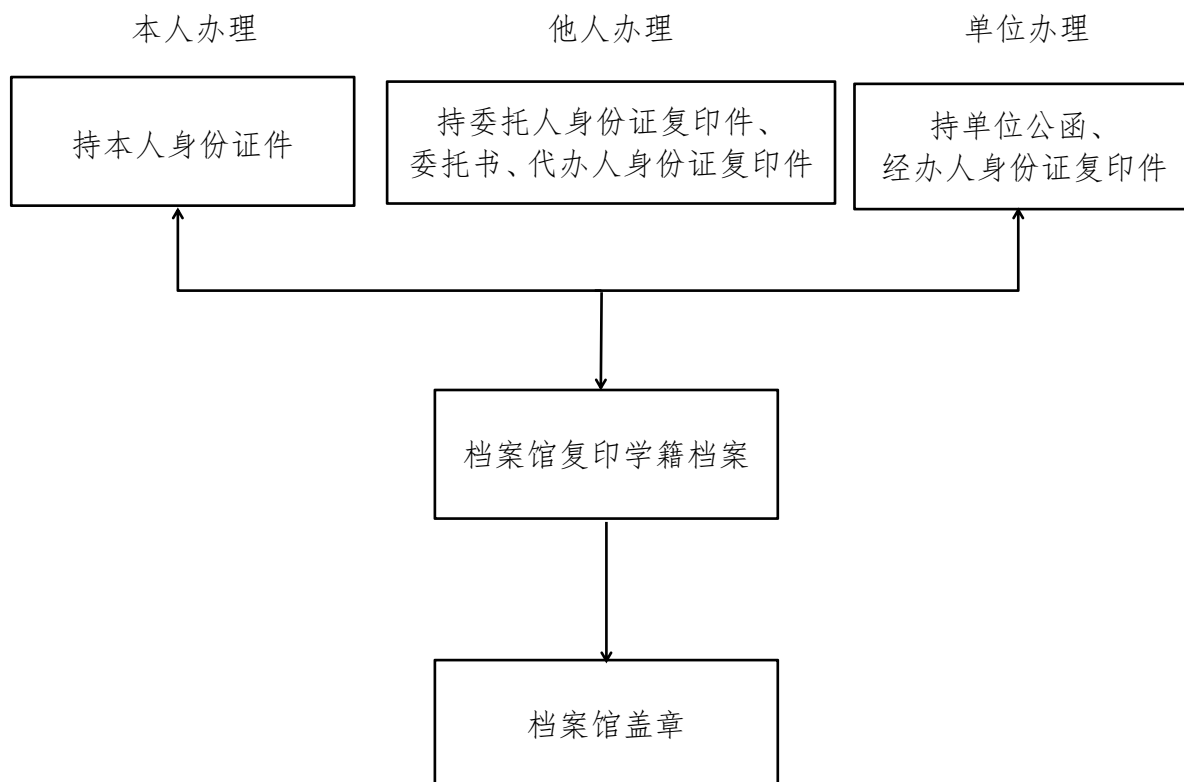 本人办理
他人办理
单位办理
持本人身份证件
持委托人身份证复印件、
委托书、代办人身份证复印件
持单位公函、
经办人身份证复印件
档案馆复印学籍档案
档案馆盖章